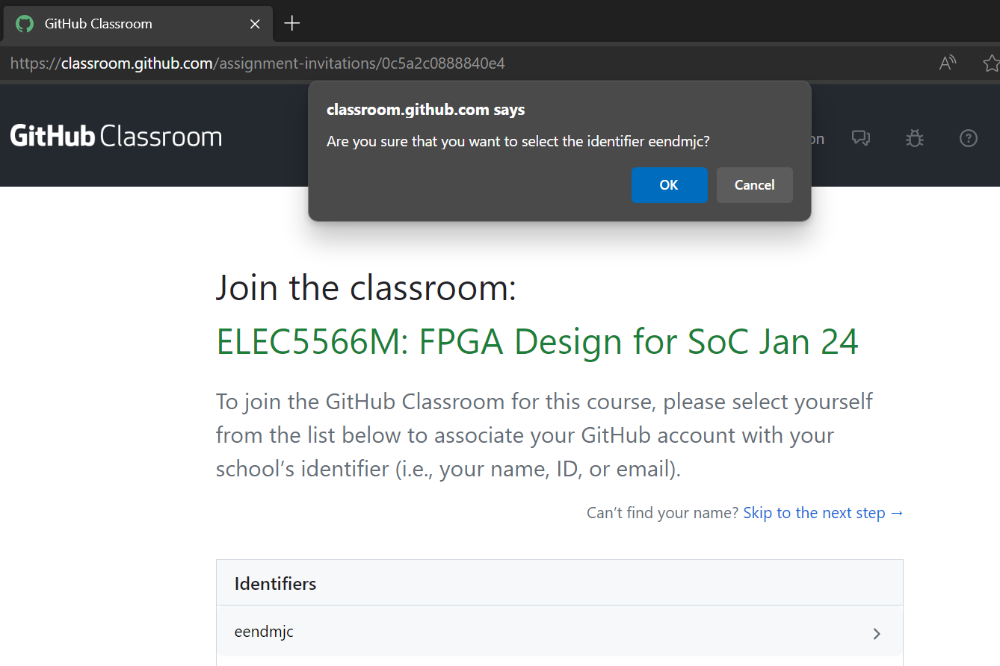 GitHub Classroom
https://classroom.github.com/assignment-invitations/0c5a2c0888840e4
GitHub Classroom
classroom.github.com says
Are you sure that you want to select the identifier eendmjc?
OK Cancel
on
Join the classroom:
ELEC5566M: FPGA Design for SoC Jan 24
To join the GitHub Classroom for this course, please select yourself
from the list below to associate your GitHub account with your
school’s identifier (i.e., your name, ID, or email).
Can’t find your name? Skip to the next step →
Identifiers
eendmjc